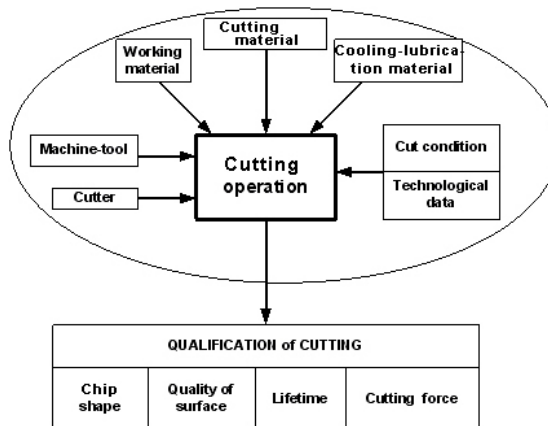 Cutting
material
Working
material
Cooling-lubrica-
tion material
Machine-tool
Cutter
Cutting
operation
Cut condition
Technological
data
QUALIFICATION of CUTTING
Chip
shape
Quality of
surface
Lifetime
Cutting force